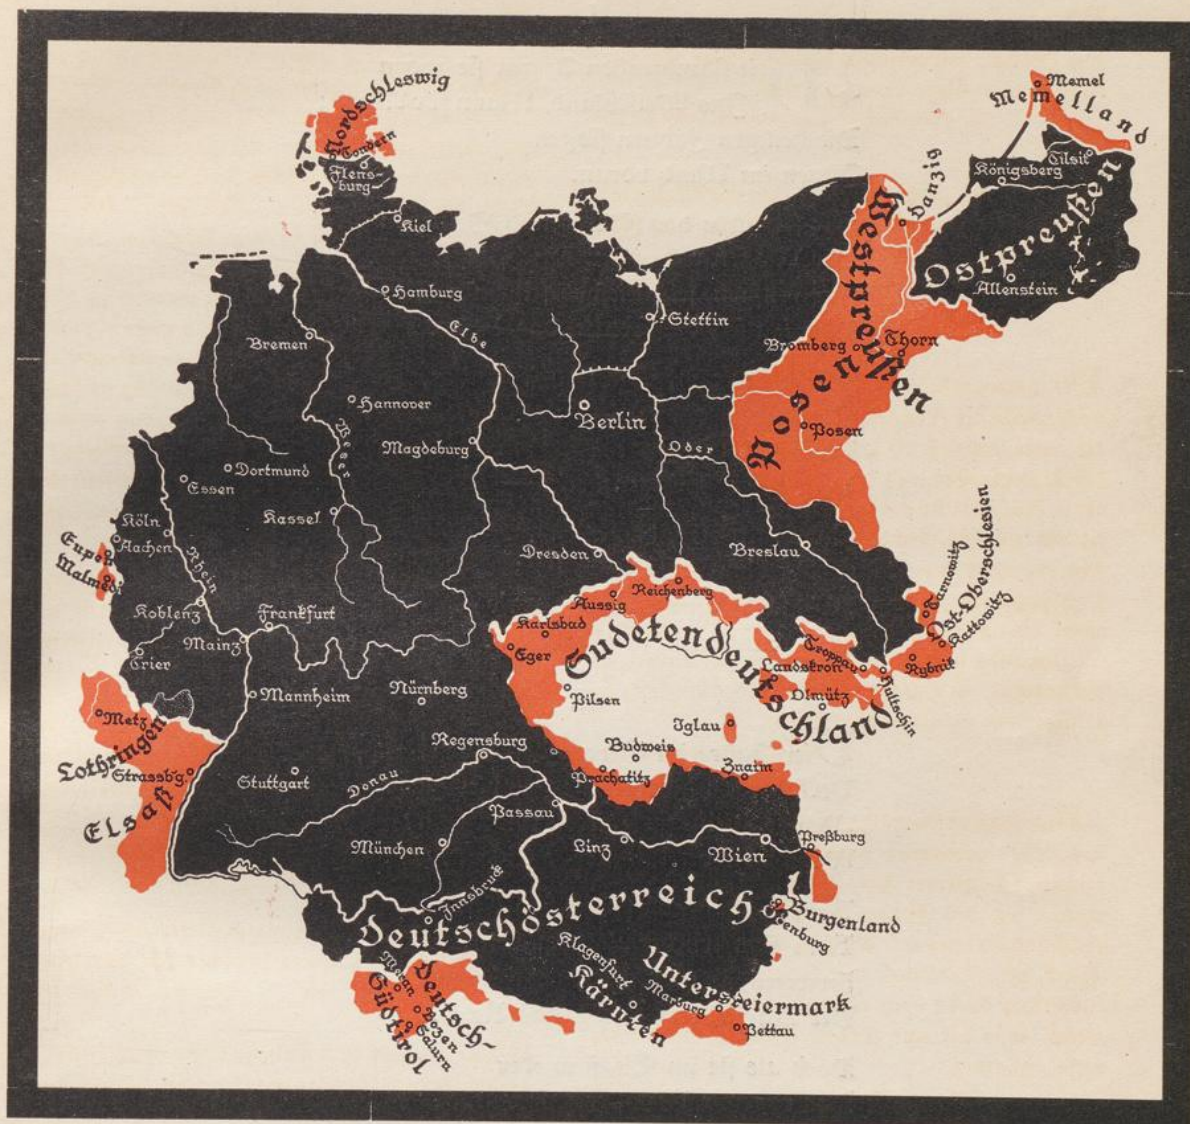 Nordschleswig
Tondern
Flens-
burg
Kiel
Memel
Memelland
Tilsit
Königsberg
Ostpreußen
Allenstein
Danzig
Westpreußen
Hamburg
Elbe
Bremen
Stettin
Bromberg
Thorn
Posen
Posen
Hannover
Weser
Berlin
Magdeburg
Oder
Dortmund
Essen
Kassel
Köln
Aachen
Eupen
Malmedi
Rhein
Dresden
Breslau
Tarnowitz
Ost-Oberschlesien
Kattowitz
Rybnik
Koblenz
Frankfurt
Mainz
Trier
Aussig
Reichenberg
Karlsbad
Eger
Sudetendeutschland
Troppau
Landskron
Olmütz
Hultschin
Pilsen
Iglau
Budweis
Prachatitz
Znaim
Mannheim
Nürnberg
Regensburg
Metz
Lothringen
Strassbg.
Elsaß
Stuttgart
Donau
Passau
München
Linz
Wien
Preßburg
Innsbruck
Deutschösterreich
Burgenland
Ödenburg
Klagenfurt
Kärnten
Untersteiermark
Marburg
Pettau
Deutsch-
Südtirol
Meran
Bozen
Salurn